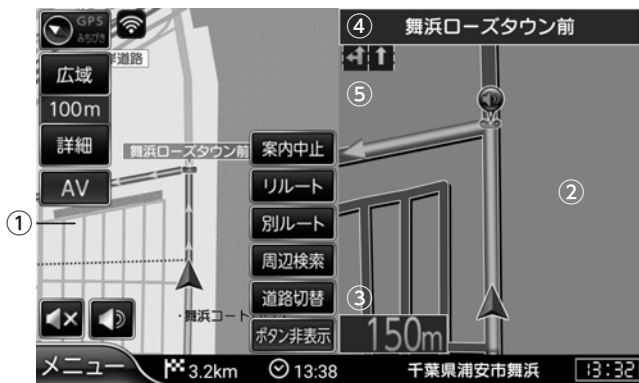 GPS
みちびき
岸道路
広域
100m
詳細
AV
舞浜ローズタウン前
案内中止
リルート
別ルート
周辺検索
道路切替
ボタン非表示
・舞浜コート
①
メニュー
3.2km
13:38
④
舞浜ローズタウン前
⑤
②
③
150m
千葉県浦安市舞浜
13:32